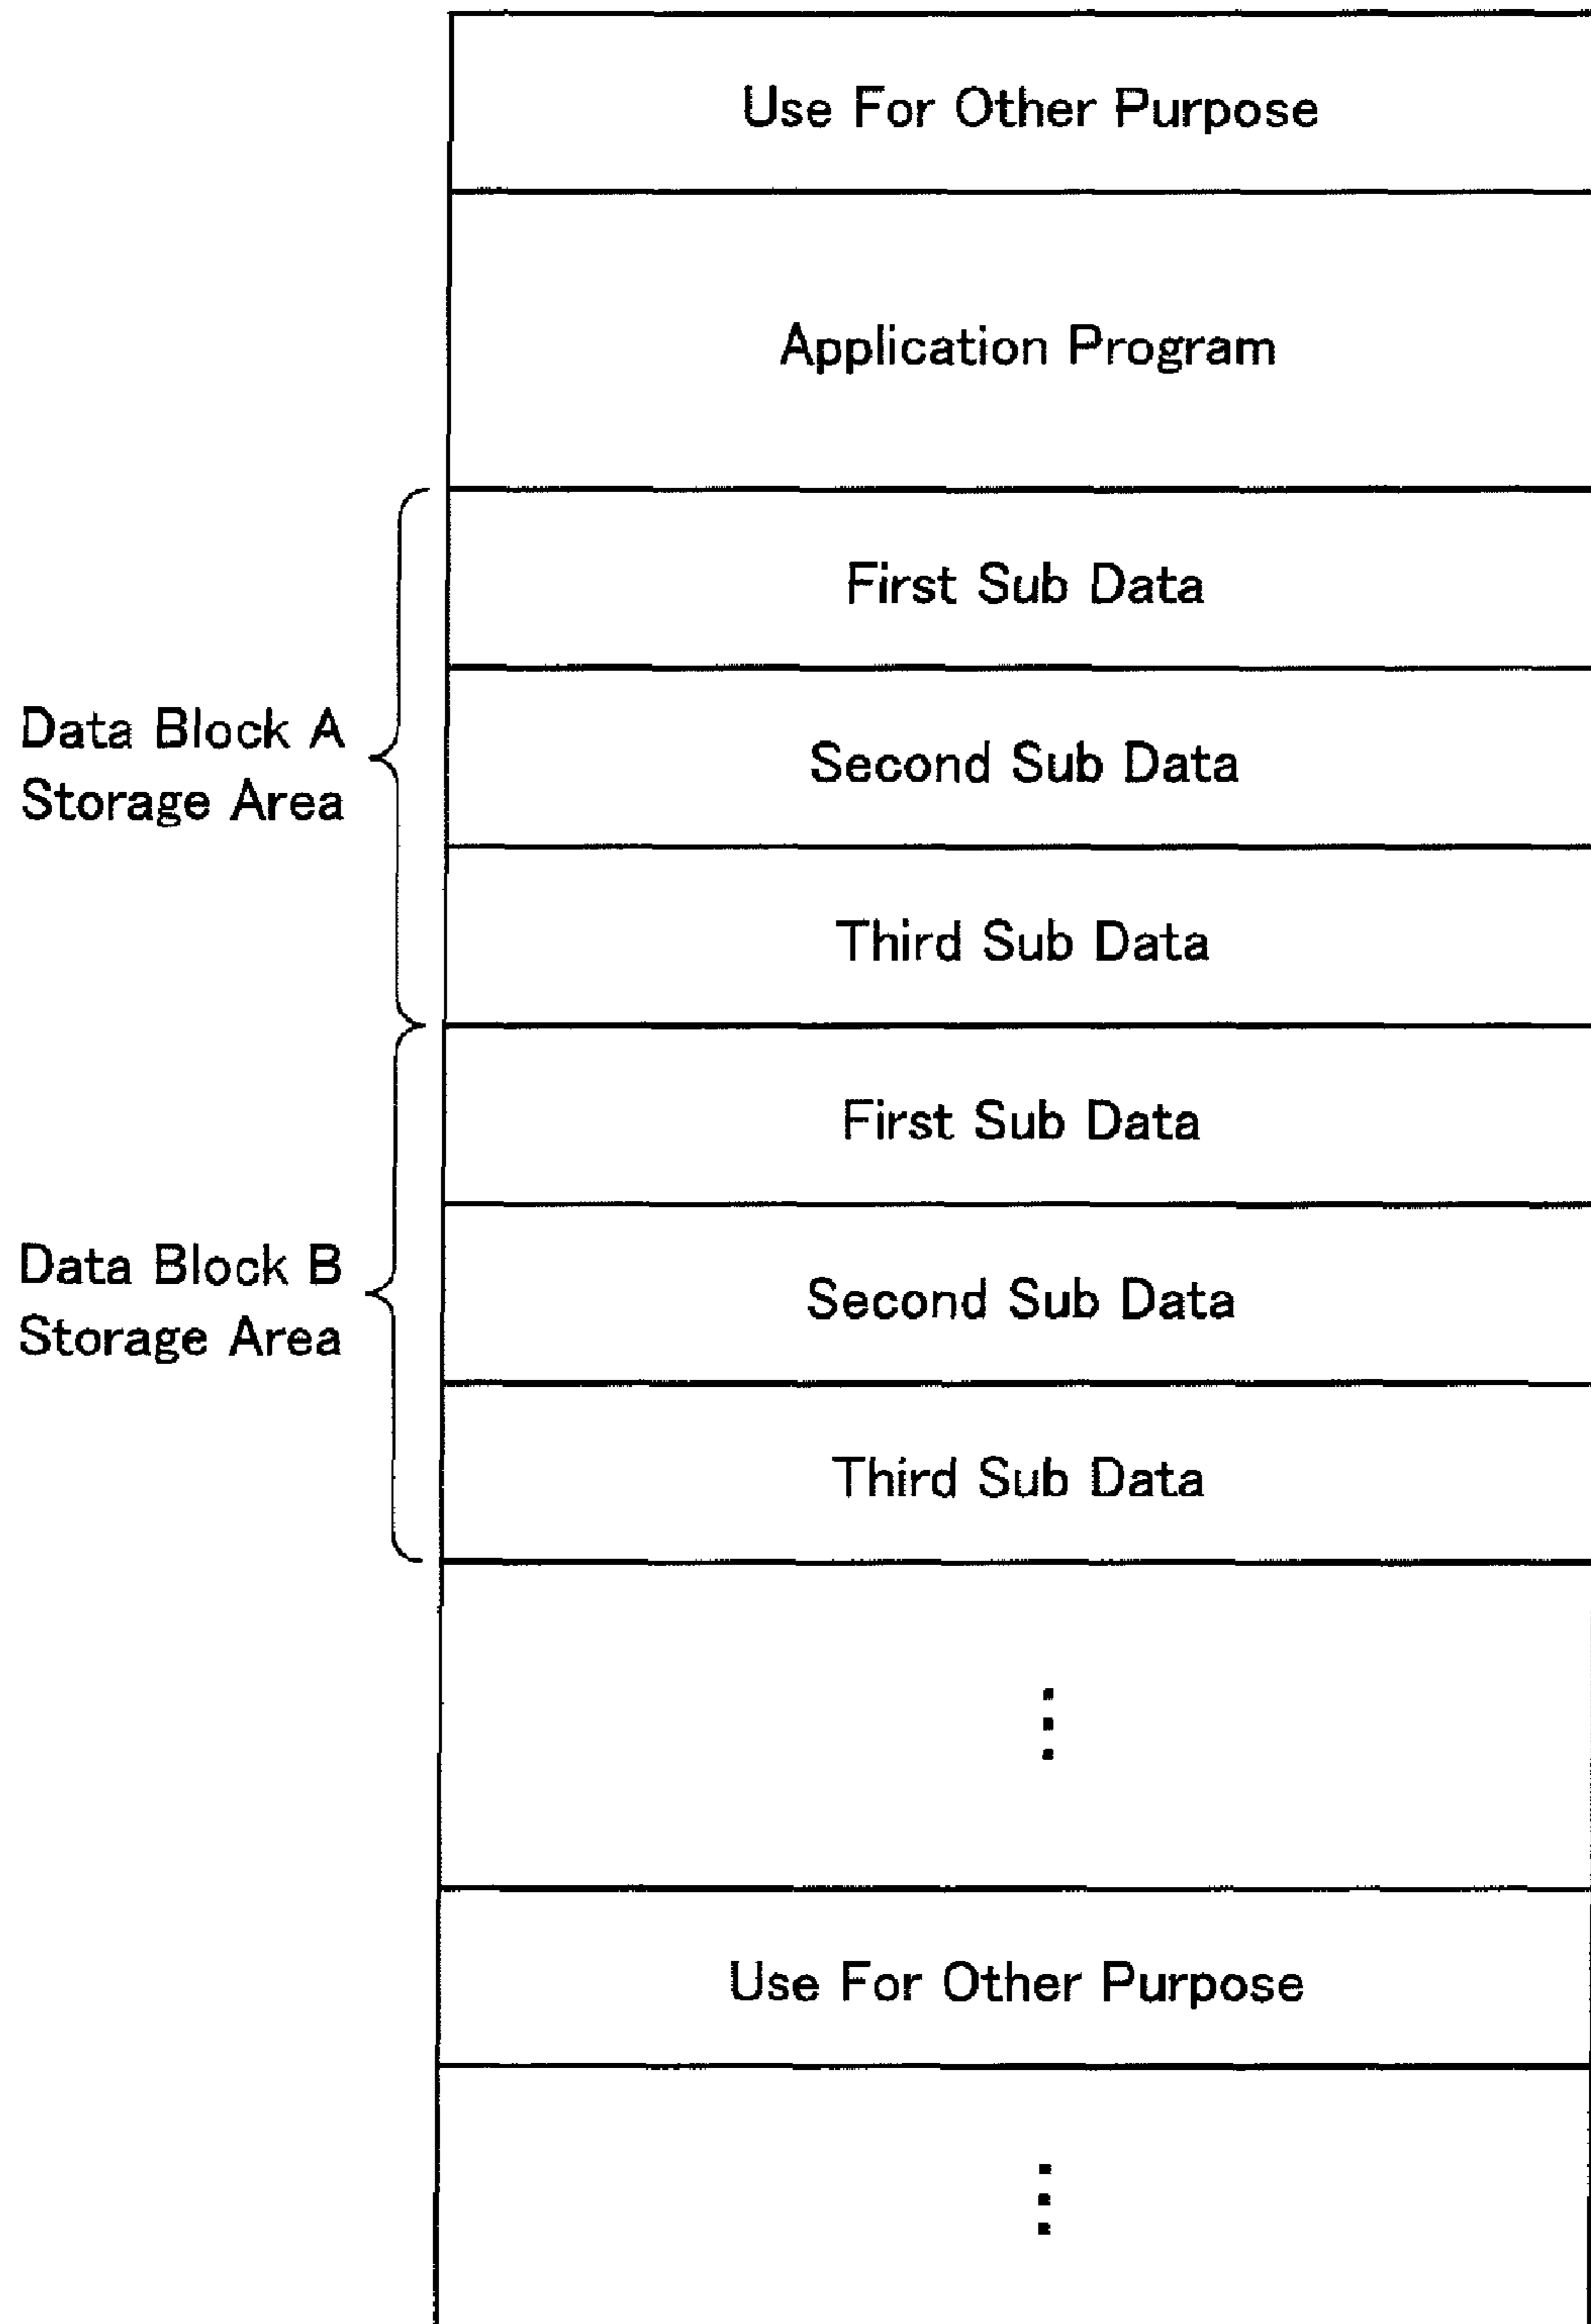 Use For Other Purpose
Application Program
Data Block A
Storage Area
First Sub Data
Second Sub Data
Third Sub Data
Data Block B
Storage Area
First Sub Data
Second Sub Data
Third Sub Data
⋮
Use For Other Purpose
⋮